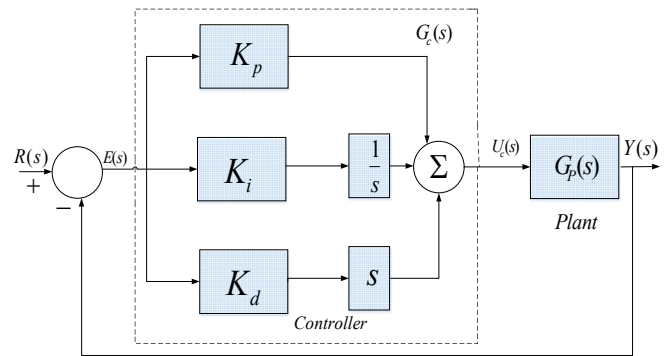 G_c(s)
K_p
R(s)
+
−
E(s)
K_i
1/s
Σ
U_c(s)
G_P(s)
Y(s)
Plant
K_d
s
Controller